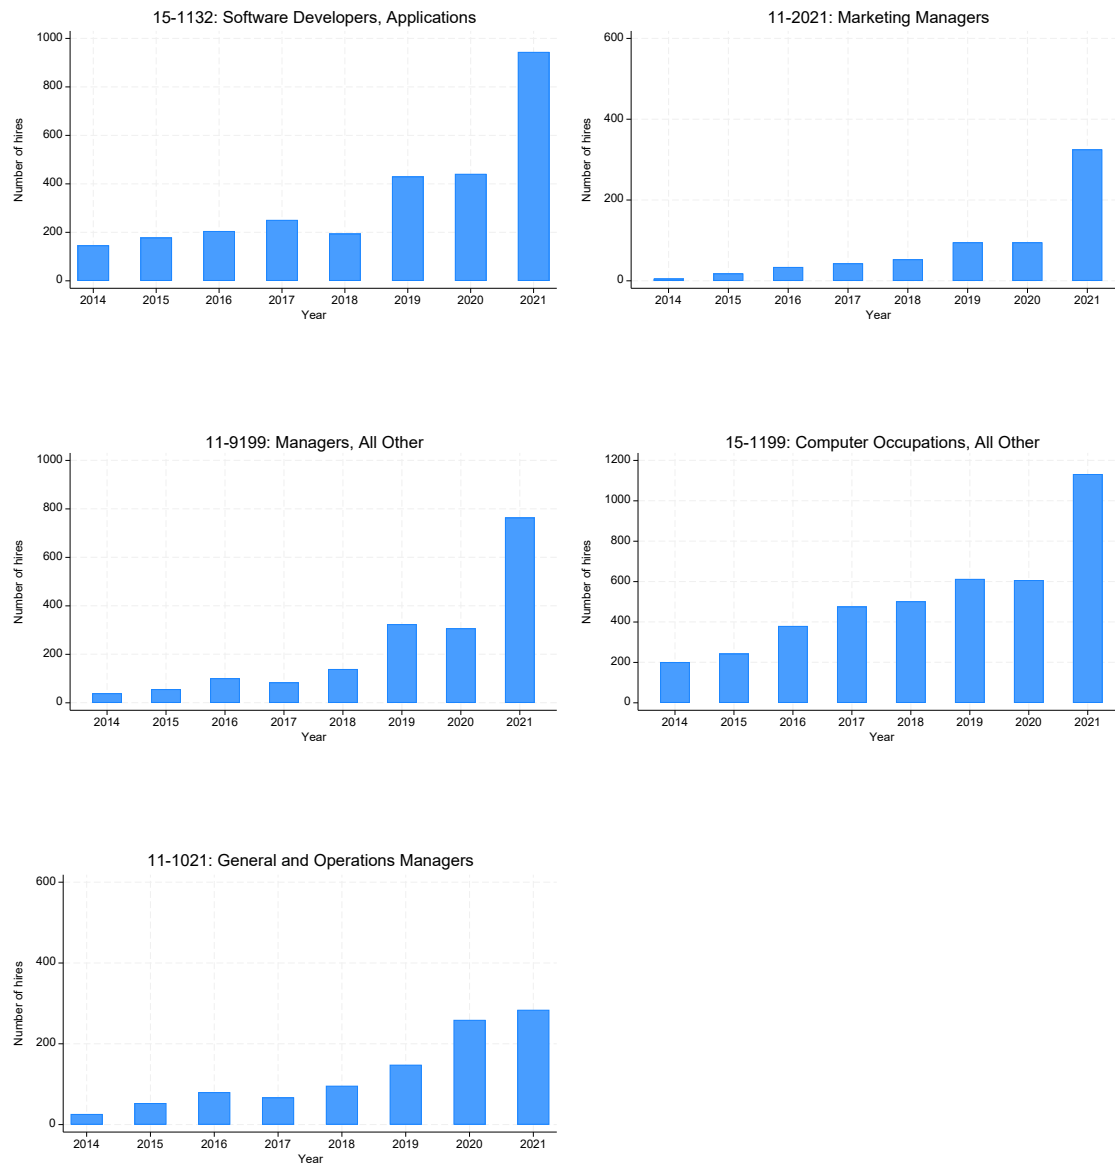 15-1132: Software Developers, Applications
Number of hires
1000
800
600
400
200
0
2014 2015 2016 2017 2018 2019 2020 2021
Year
11-2021: Marketing Managers
Number of hires
600
400
200
0
2014 2015 2016 2017 2018 2019 2020 2021
Year
11-9199: Managers, All Other
Number of hires
1000
800
600
400
200
0
2014 2015 2016 2017 2018 2019 2020 2021
Year
15-1199: Computer Occupations, All Other
Number of hires
1200
1000
800
600
400
200
0
2014 2015 2016 2017 2018 2019 2020 2021
Year
11-1021: General and Operations Managers
Number of hires
600
400
200
0
2014 2015 2016 2017 2018 2019 2020 2021
Year